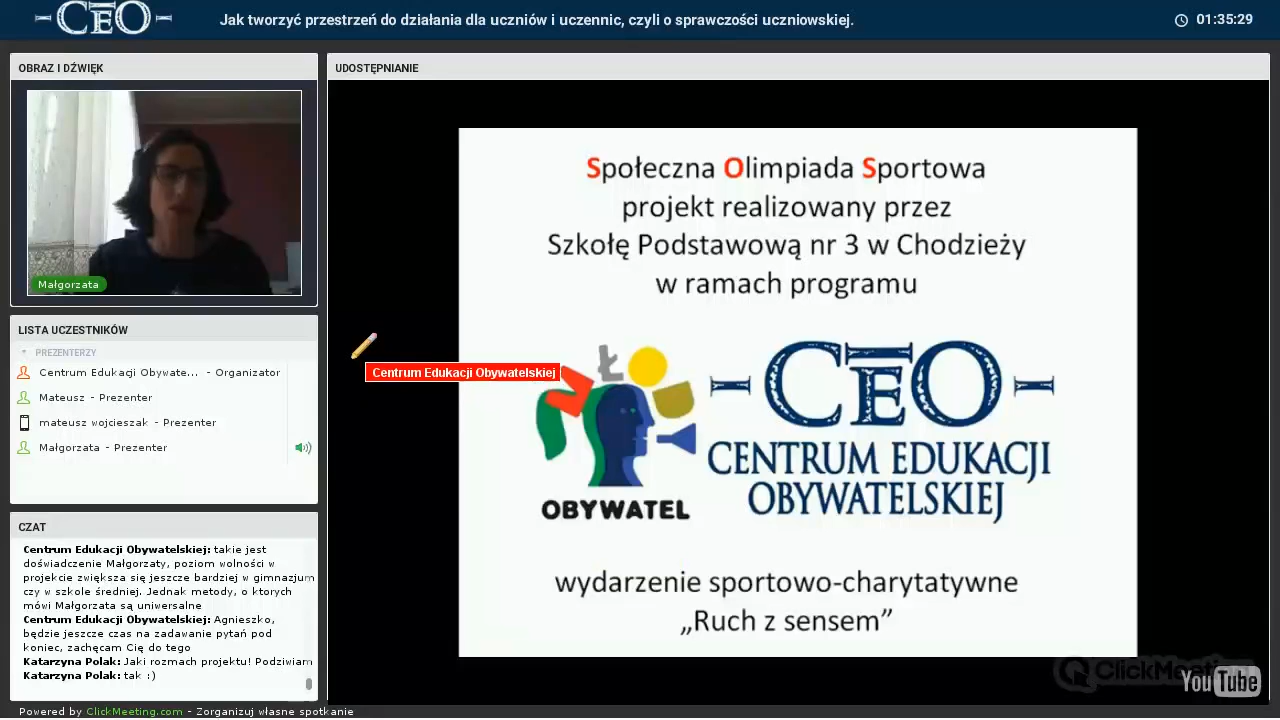 CEO
Jak tworzyć przestrzeń do działania dla uczniów i uczennic, czyli o sprawczości uczniowskiej.
01:35:29
OBRAZ I DŹWIĘK
Małgorzata
LISTA UCZESTNIKÓW
PREZENTERZY
Centrum Edukacji Obywate... - Organizator
Mateusz - Prezenter
mateusz wojcieszak - Prezenter
Małgorzata - Prezenter
CZAT
Centrum Edukacji Obywatelskiej: takie jest
doświadczenie Małgorzaty, poziom wolności w
projekcie zwiększa się jeszcze bardziej w gimnazjum
czy w szkole średniej. Jednak metody, o ktorych
mówi Małgorzata są uniwersalne
Centrum Edukacji Obywatelskiej: Agnieszko,
będzie jeszcze czas na zadawanie pytań pod
koniec, zachęcam Cię do tego
Katarzyna Polak: Jaki rozmach projektu! Podziwiam
Katarzyna Polak: tak :)
Powered by ClickMeeting.com - Zorganizuj własne spotkanie
UDOSTĘPNIANIE
Społeczna Olimpiada Sportowa
projekt realizowany przez
Szkołę Podstawową nr 3 w Chodzieży
w ramach programu
Centrum Edukacji Obywatelskiej
Ł
OBYWATEL
CEO
CENTRUM EDUKACJI
OBYWATELSKIEJ
wydarzenie sportowo-charytatywne
„Ruch z sensem”
ClickMeeting
YouTube